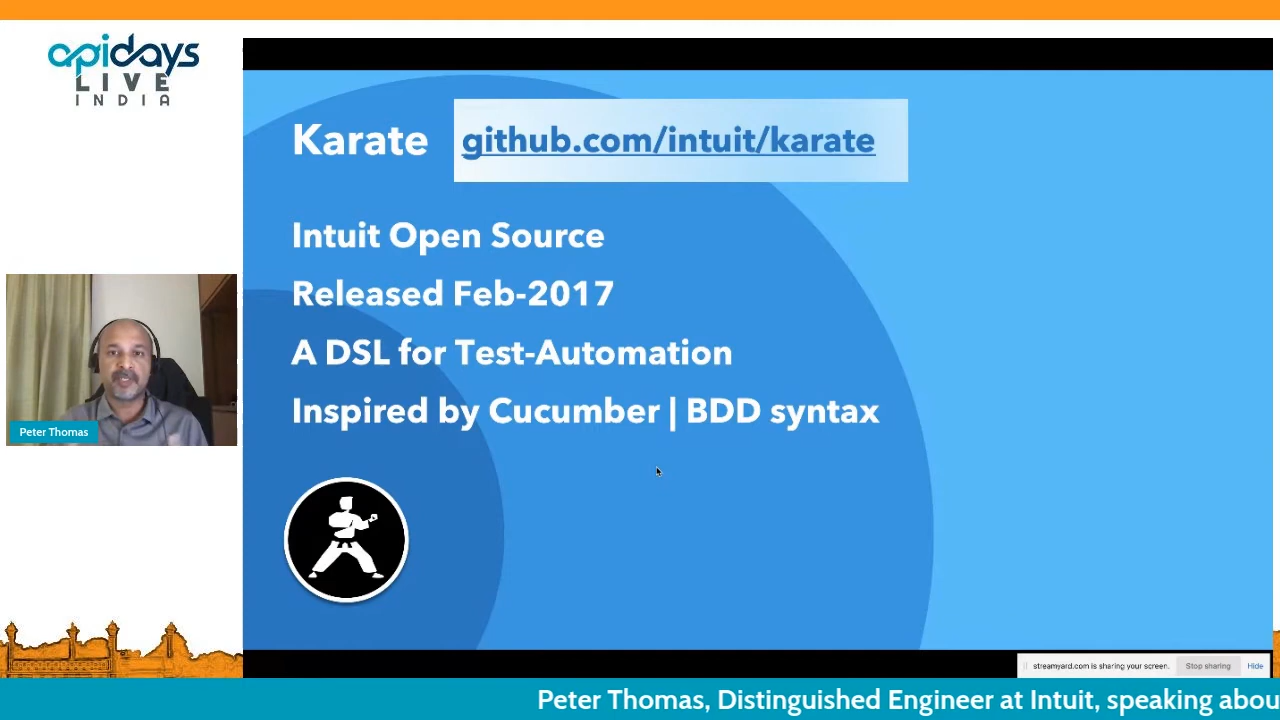 apidays
LIVE
INDIA
Karate github.com/intuit/karate
Intuit Open Source
Released Feb-2017
A DSL for Test-Automation
Inspired by Cucumber | BDD syntax
Peter Thomas
streamyard.com is sharing your screen. Stop sharing Hide
Peter Thomas, Distinguished Engineer at Intuit, speaking abou